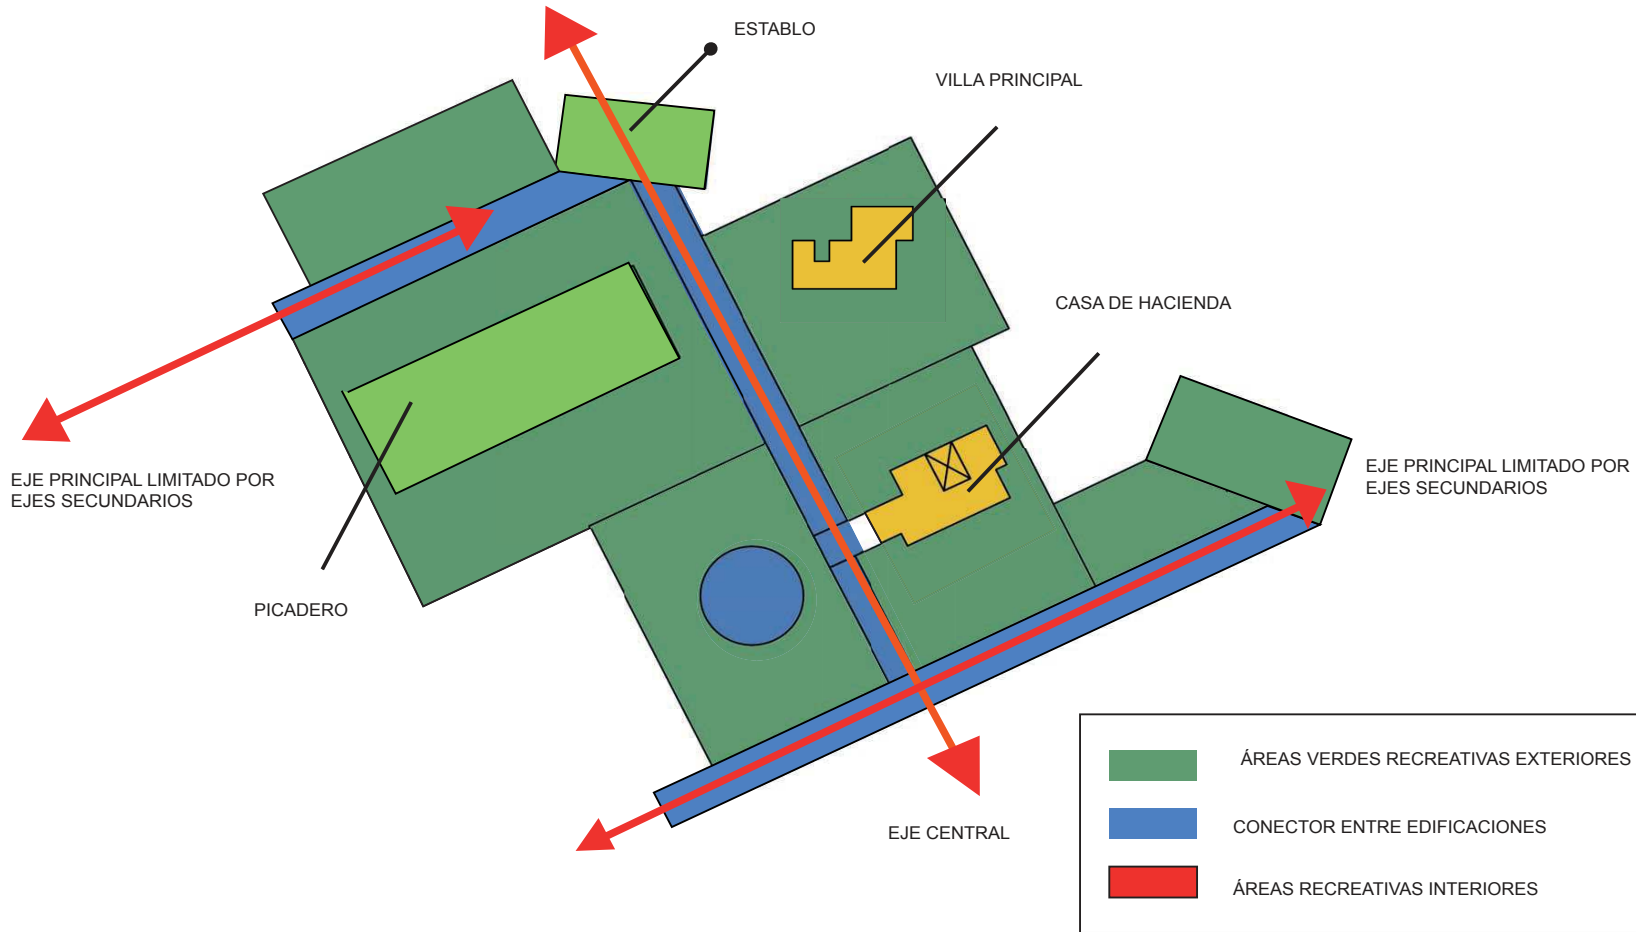 ESTABLO
VILLA PRINCIPAL
CASA DE HACIENDA
EJE PRINCIPAL LIMITADO POR
EJES SECUNDARIOS
EJE PRINCIPAL LIMITADO POR
EJES SECUNDARIOS
PICADERO
EJE CENTRAL
ÁREAS VERDES RECREATIVAS EXTERIORES
CONECTOR ENTRE EDIFICACIONES
ÁREAS RECREATIVAS INTERIORES